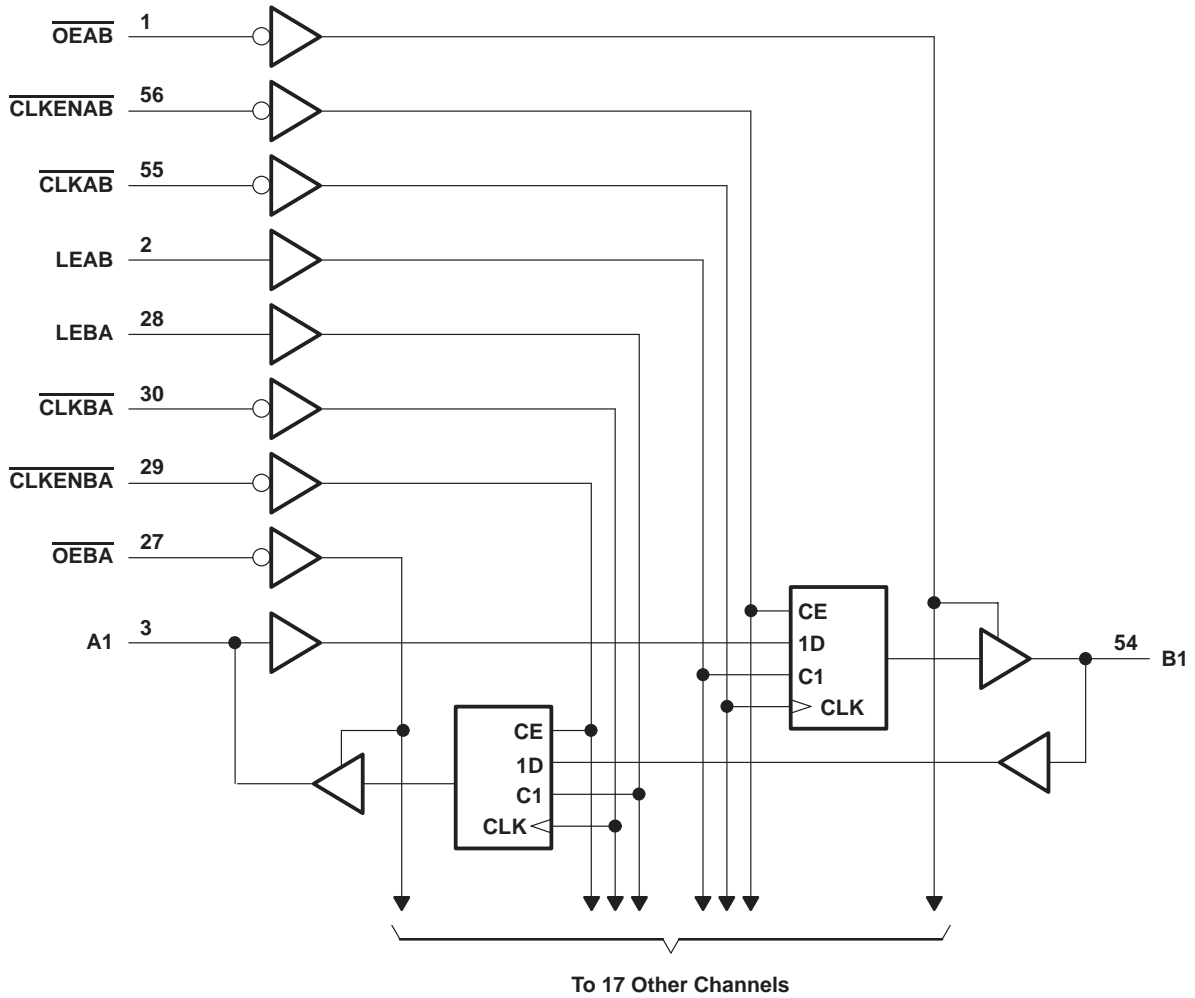 OEAB 1
CLKENAB 56
CLKAB 55
LEAB 2
LEBA 28
CLKBA 30
CLKENBA 29
OEBA 27
A1 3
CE
1D
C1
CLK
54 B1
CE
1D
C1
CLK
To 17 Other Channels